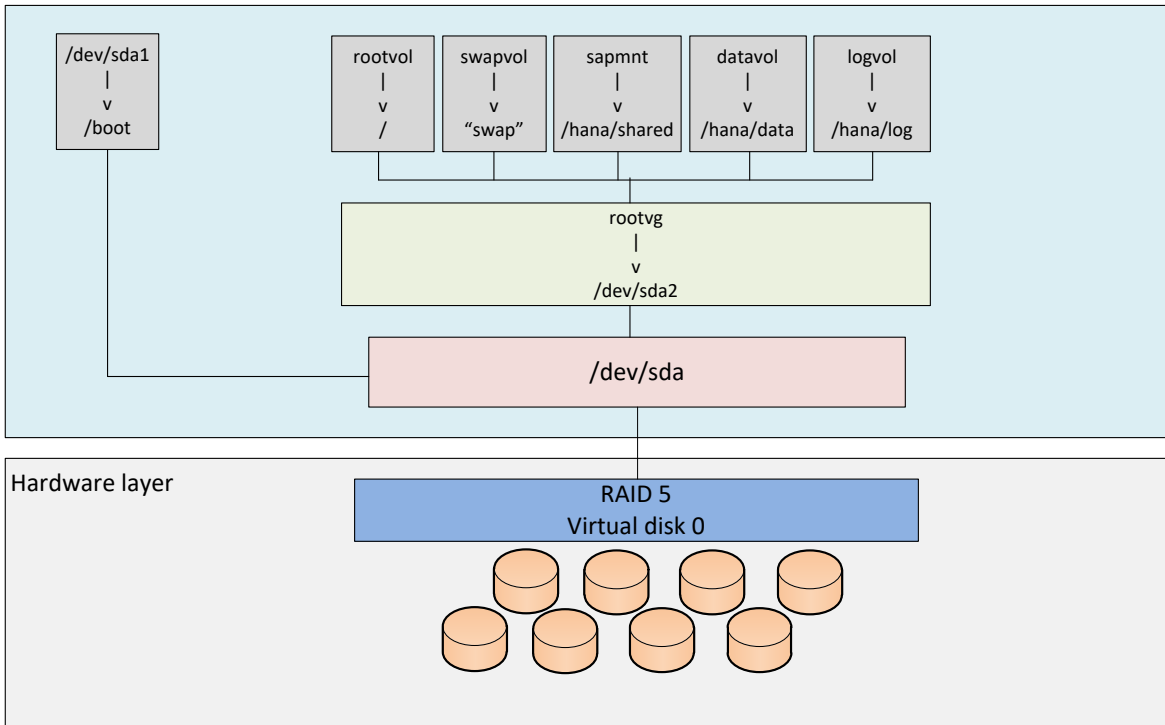 /dev/sda1
|
v
/boot
rootvol
|
v
/
swapvol
|
v
“swap”
sapmnt
|
v
/hana/shared
datavol
|
v
/hana/data
logvol
|
v
/hana/log
rootvg
|
v
/dev/sda2
/dev/sda
Hardware layer
RAID 5
Virtual disk 0